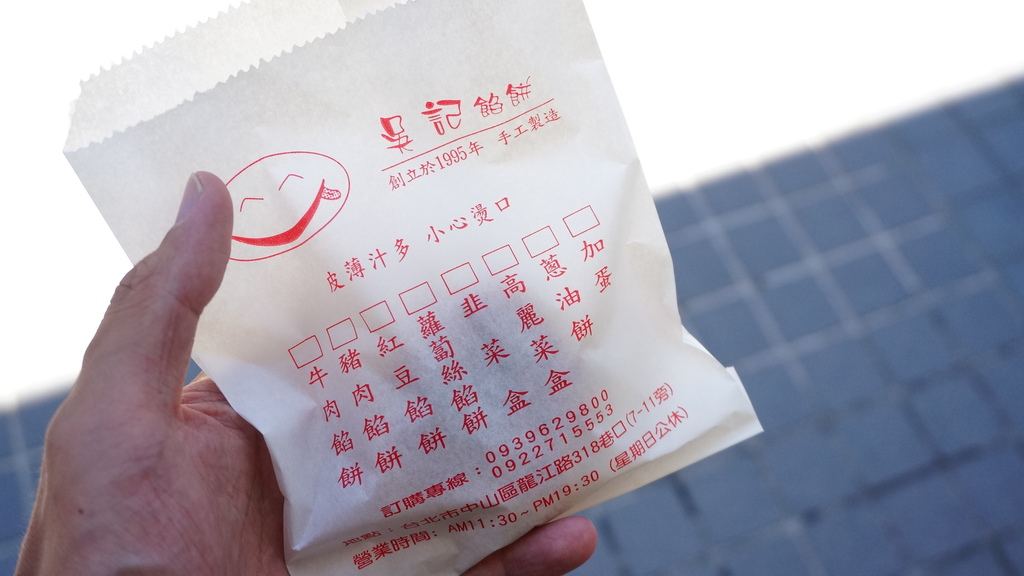 吳記餡餅
創立於1995年 手工製造
皮薄汁多 小心燙口
□牛肉餡餅
□豬肉餡餅
□紅豆餡餅
□蘿蔔絲餡餅
□韭菜盒
□高麗菜盒
□蔥油餅
□加蛋
訂購專線：0939629800
0922715553
地點：台北市中山區龍江路318巷口(7-11旁)
營業時間：AM11:30~PM19:30 (星期日公休)